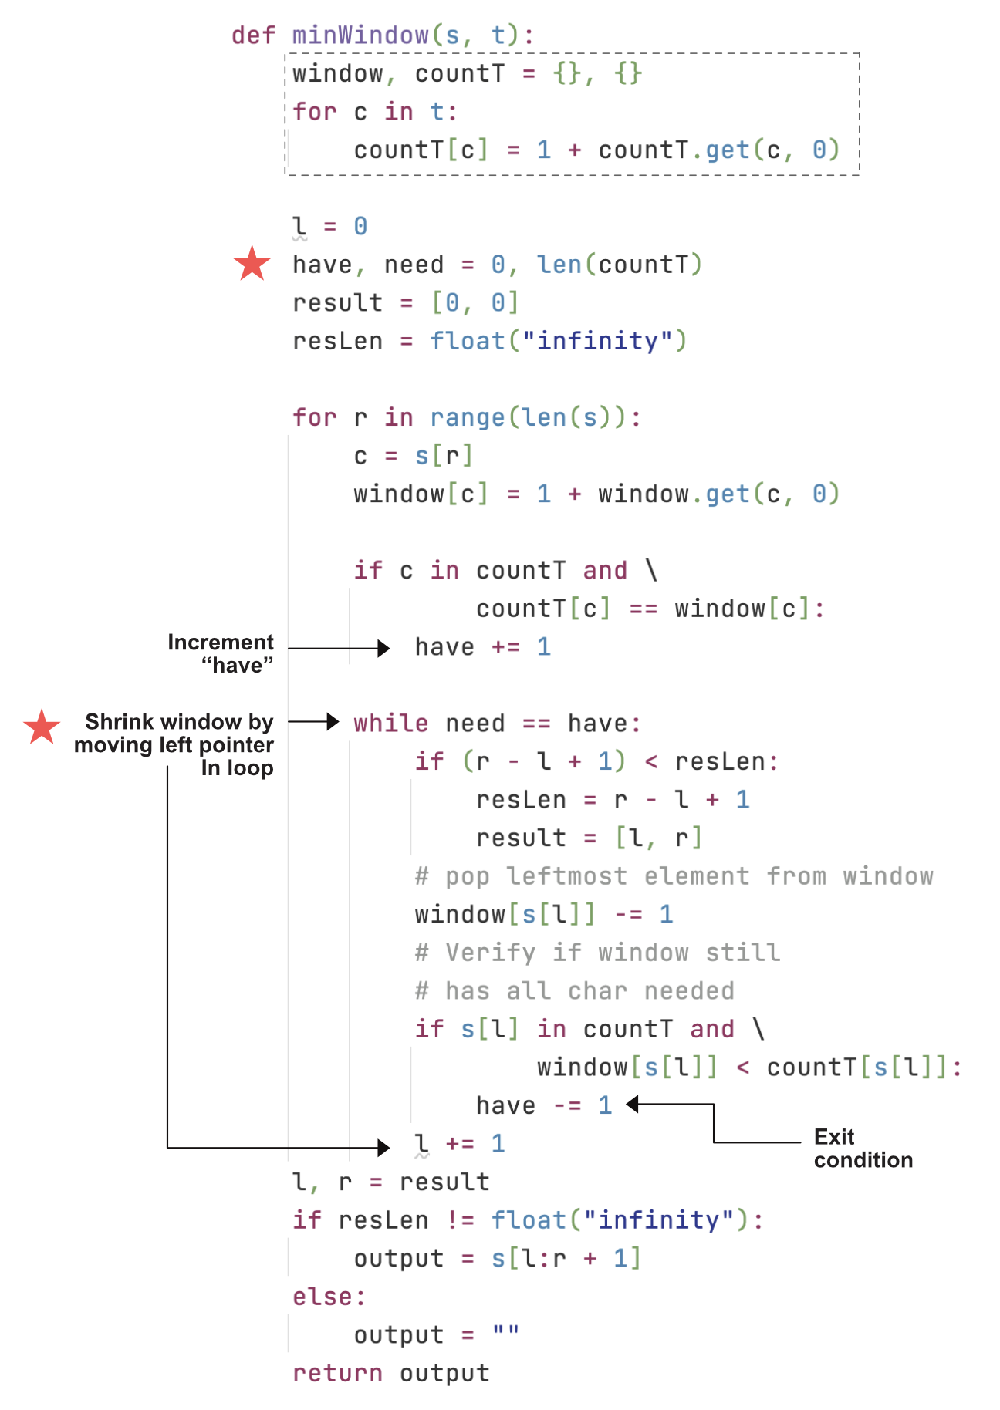 def minWindow(s, t):
window, countT = {}, {}
for c in t:
countT[c] = 1 + countT.get(c, 0)
l = 0
have, need = 0, len(countT)
result = [0, 0]
resLen = float("infinity")
for r in range(len(s)):
c = s[r]
window[c] = 1 + window.get(c, 0)
if c in countT and \
countT[c] == window[c]:
Increment
“have”
have += 1
Shrink window by
moving left pointer
In loop
while need == have:
if (r - l + 1) < resLen:
resLen = r - l + 1
result = [l, r]
# pop leftmost element from window
window[s[l]] -= 1
# Verify if window still
# has all char needed
if s[l] in countT and \
window[s[l]] < countT[s[l]]:
have -= 1
Exit
condition
l += 1
l, r = result
if resLen != float("infinity"):
output = s[l:r + 1]
else:
output = ""
return output